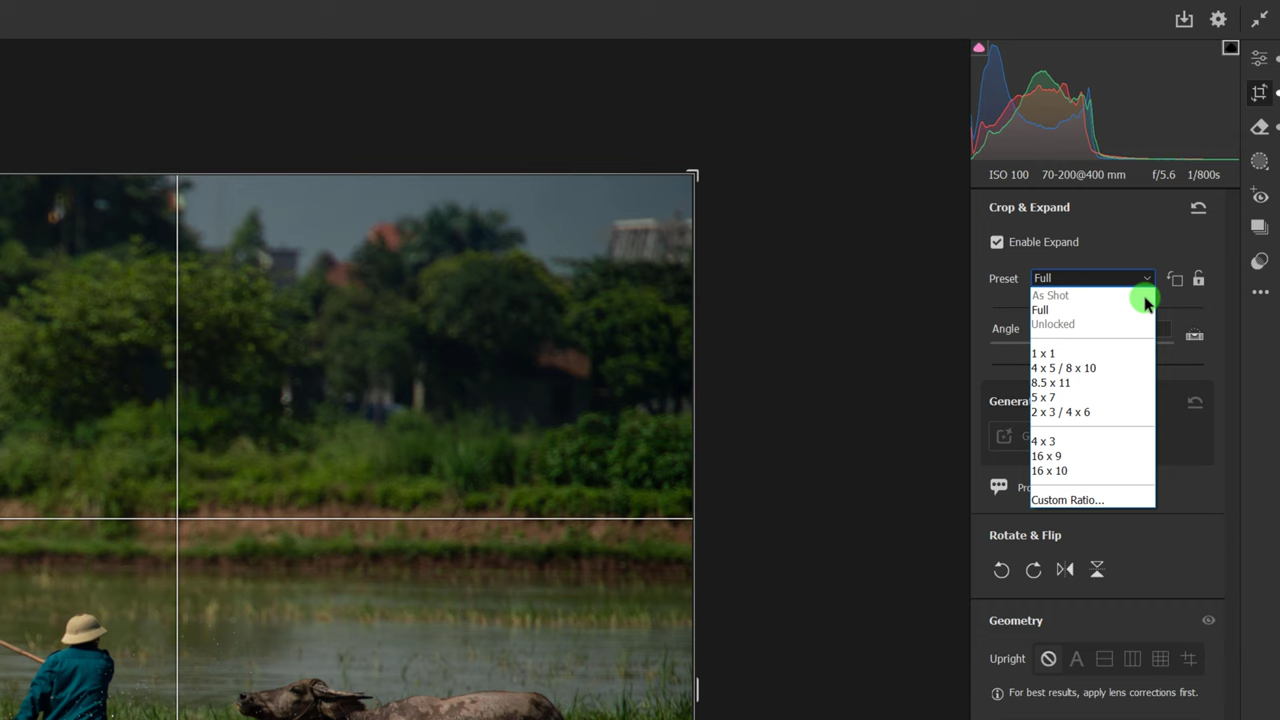 ISO 100 70-200@400 mm f/5.6 1/800s
Crop & Expand
Enable Expand
Preset Full
As Shot
Full
Unlocked
Angle
1 x 1
4 x 5 / 8 x 10
8.5 x 11
5 x 7
2 x 3 / 4 x 6
4 x 3
16 x 9
16 x 10
Custom Ratio...
Rotate & Flip
Geometry
Upright A
For best results, apply lens corrections first.